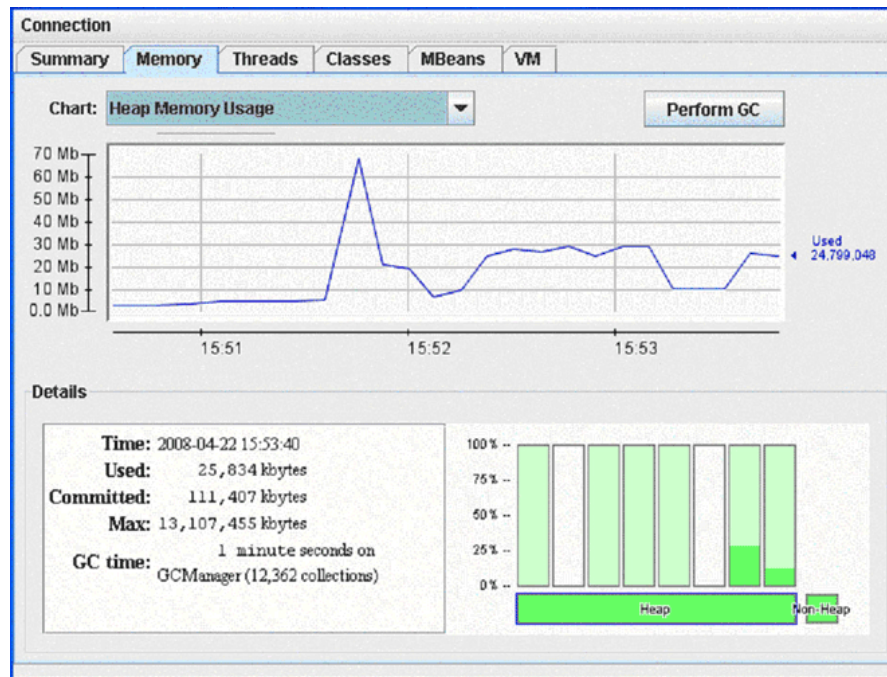 Connection
Summary Memory Threads Classes MBeans VM
Chart: Heap Memory Usage Perform GC
70 Mb
60 Mb
50 Mb
40 Mb
30 Mb
20 Mb
10 Mb
0.0 Mb
Used
24,799,048
15:51 15:52 15:53
Details
Time: 2008-04-22 15:53:40
Used: 25,834 kbytes
Committed: 111,407 kbytes
Max: 13,107,455 kbytes
GC time: 1 minute seconds on
GCManager (12,362 collections)
100% --
75% --
50% --
25% --
0% --
Heap Non-Heap